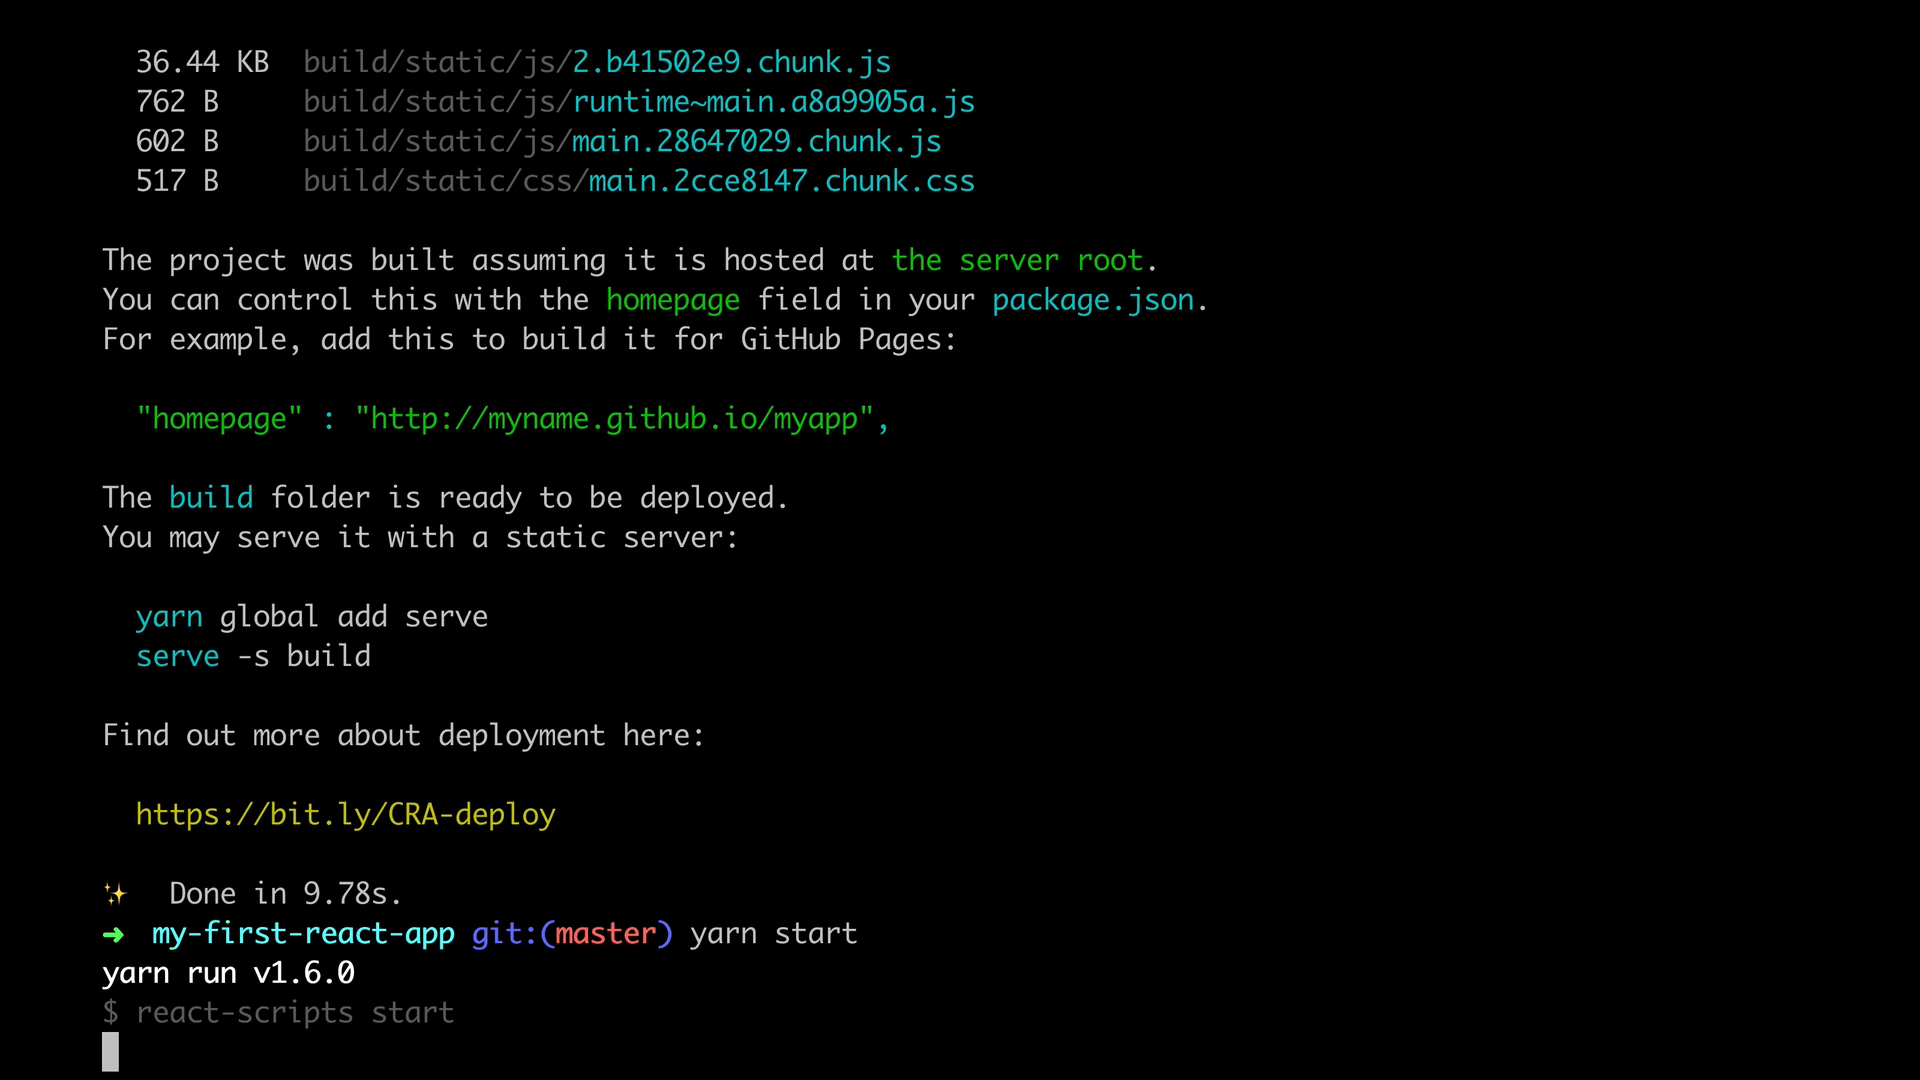 36.44 KB  build/static/js/2.b41502e9.chunk.js
762 B     build/static/js/runtime~main.a8a9905a.js
602 B     build/static/js/main.28647029.chunk.js
517 B     build/static/css/main.2cce8147.chunk.css
The project was built assuming it is hosted at the server root.
You can control this with the homepage field in your package.json.
For example, add this to build it for GitHub Pages:
"homepage" : "http://myname.github.io/myapp",
The build folder is ready to be deployed.
You may serve it with a static server:
yarn global add serve
serve -s build
Find out more about deployment here:
https://bit.ly/CRA-deploy
✨  Done in 9.78s.
➜  my-first-react-app git:(master) yarn start
yarn run v1.6.0
$ react-scripts start